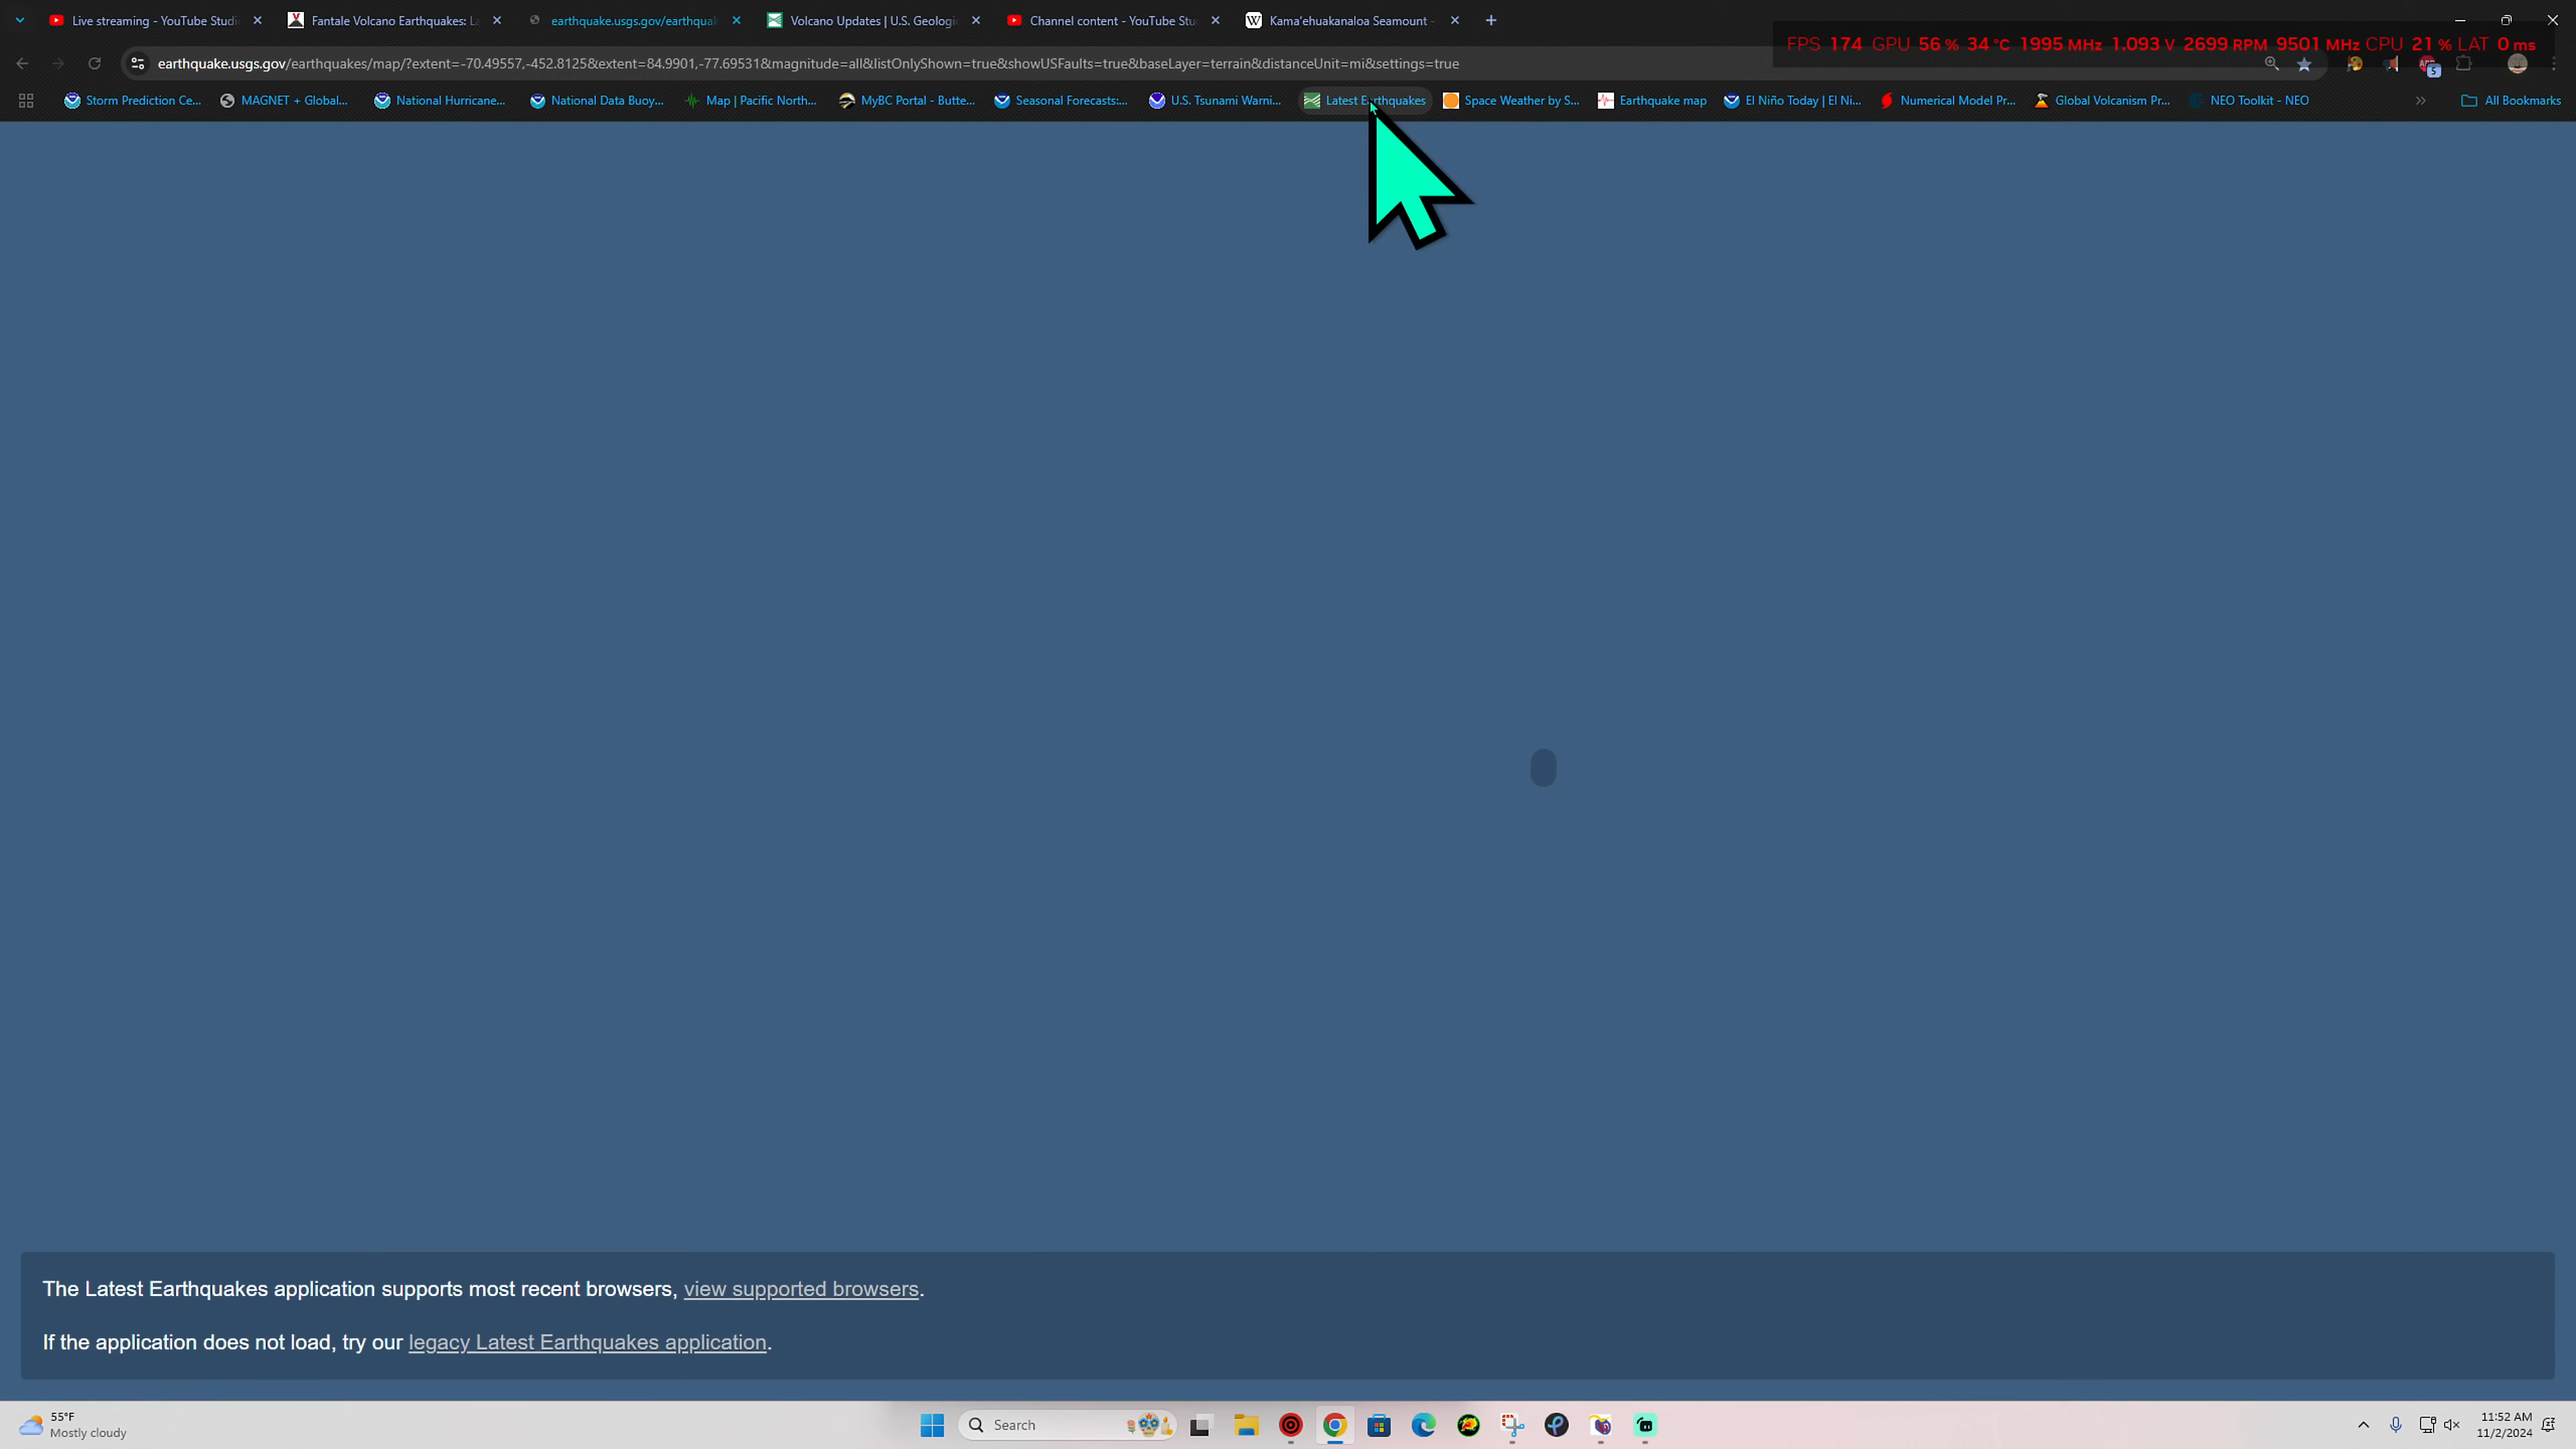 Live streaming - YouTube Studi
Fantale Volcano Earthquakes: La
earthquake.usgs.gov/earthquak
Volcano Updates | U.S. Geologic
Channel content - YouTube Stu
Kama'ehuakanaloa Seamount -
FPS 174 GPU 56 % 34 °C 1995 MHz 1.093 V 2699 RPM 9501 MHz CPU 21 % LAT 0 ms
earthquake.usgs.gov/earthquakes/map/?extent=-70.49557,-452.8125&extent=84.9901,-77.69531&magnitude=all&listOnlyShown=true&showUSFaults=true&baseLayer=terrain&distanceUnit=mi&settings=true
5
Storm Prediction Ce...
MAGNET + Global...
National Hurricane...
National Data Buoy...
Map | Pacific North...
MyBC Portal - Butte...
Seasonal Forecasts:...
U.S. Tsunami Warni...
Latest Earthquakes
Space Weather by S...
Earthquake map
El Niño Today | El Ni...
Numerical Model Pr...
Global Volcanism Pr...
NEO Toolkit - NEO
All Bookmarks
The Latest Earthquakes application supports most recent browsers, view supported browsers.
If the application does not load, try our legacy Latest Earthquakes application.
55°F
Mostly cloudy
Search
11:52 AM
11/2/2024